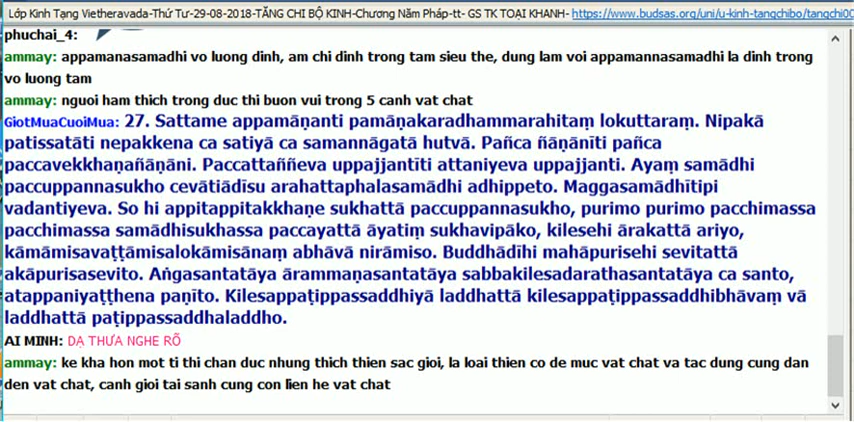 Lớp Kinh Tạng Vietheravada-Thứ Tư-29-08-2018-TĂNG CHI BỘ KINH-Chương Năm Pháp-tt- GS TK TOẠI KHANH- https://www.budsas.org/uni/u-kinh-tangchibo/tangchi00
phuchai_4:
ammay: appamanasamadhi vo luong dinh, am chi dinh trong tam sieu the, dung lam voi appamannasamadhi la dinh trong
vo luong tam
ammay: nguoi ham thich trong duc thi buon vui trong 5 canh vat chat
GiotMuaCuoiMua: 27. Sattame appamāṇanti pamāṇakaradhammarahitaṃ lokuttaraṃ. Nipakā
patissatāti nepakkena ca satiyā ca samannāgatā hutvā. Pañca ñāṇānīti pañca
paccavekkhaṇañāṇāni. Paccattaññeva uppajjantīti attaniyeva uppajjanti. Ayaṃ samādhi
paccuppannasukho cevātiādīsu arahattaphalasamādhi adhippeto. Maggasamādhītipi
vadantiyeva. So hi appitappitakkhaṇe sukhattā paccuppannasukho, purimo purimo pacchimassa
pacchimassa samādhisukhassa paccayattā āyatiṃ sukhavipāko, kilesehi ārakattā ariyo,
kāmāmisavaṭṭāmisalokāmisānaṃ abhāvā nirāmiso. Buddhādīhi mahāpurisehi sevitattā
akāpurisasevito. Aṅgasantatāya ārammaṇasantatāya sabbakilesadarathasantatāya ca santo,
atappaniyaṭṭhena paṇīto. Kilesappaṭippassaddhiyā laddhattā kilesappaṭippassaddhibhāvaṃ vā
laddhattā paṭippassaddhaladdho.
AI MINH: DẠ THƯA NGHE RÕ
ammay: ke kha hon mot ti thi chan duc nhung thich thien sac gioi, la loai thien co de muc vat chat va tac dung cung dan
den vat chat, canh gioi tai sanh cung con lien he vat chat